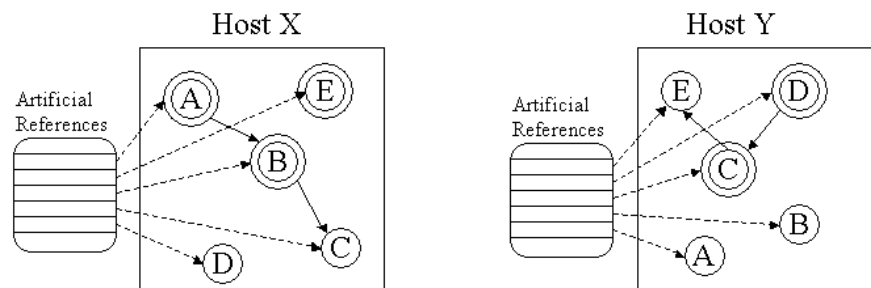 Host X
Artificial
References
A
E
B
C
D
Host Y
Artificial
References
E
D
C
B
A